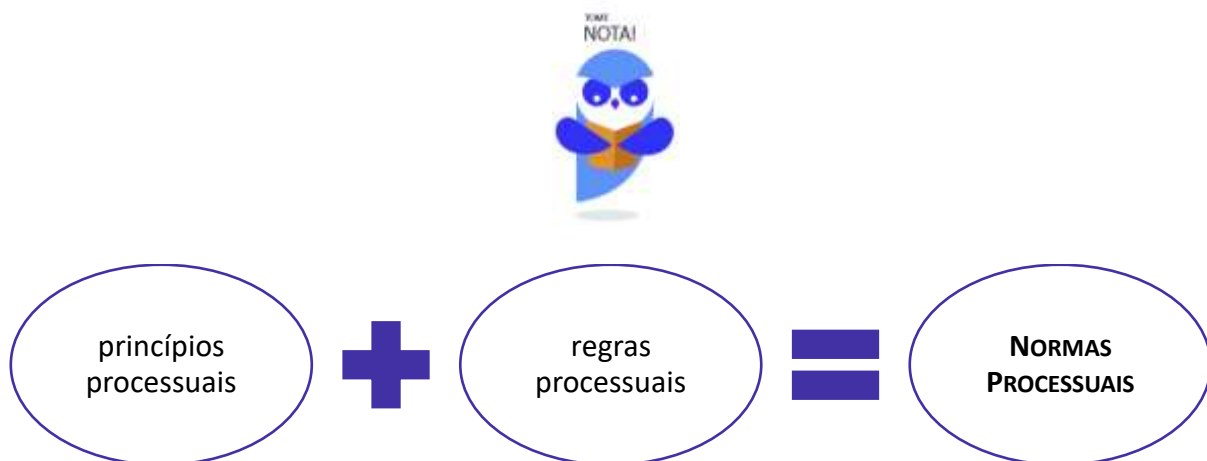 TOME
NOTA!
princípios
processuais
regras
processuais
NORMAS
PROCESSUAIS